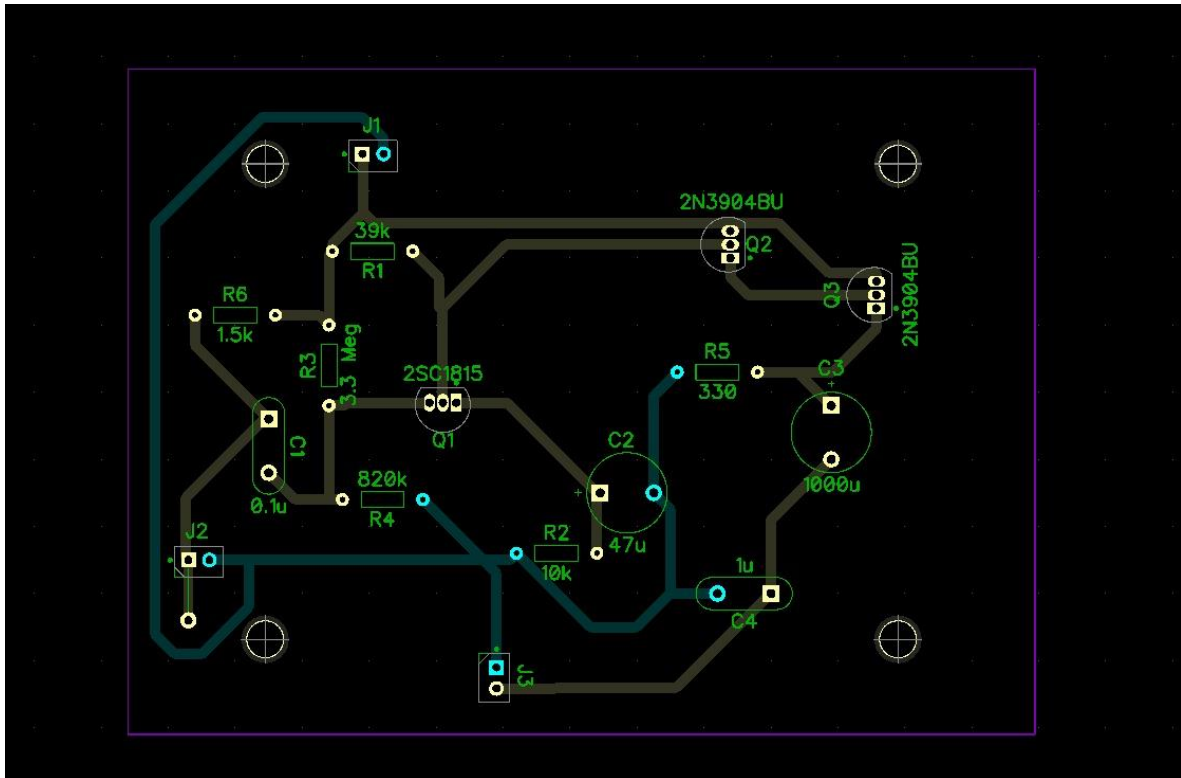 J1
39k
R1
2N3904BU
Q2
Q3
2N3904BU
R6
1.5k
R3
3.3 Meg
2SC1815
Q1
R5
330
C3
+
1000u
C1
0.1u
820k
R4
C2
+
47u
J2
R2
10k
1u
C4
J3